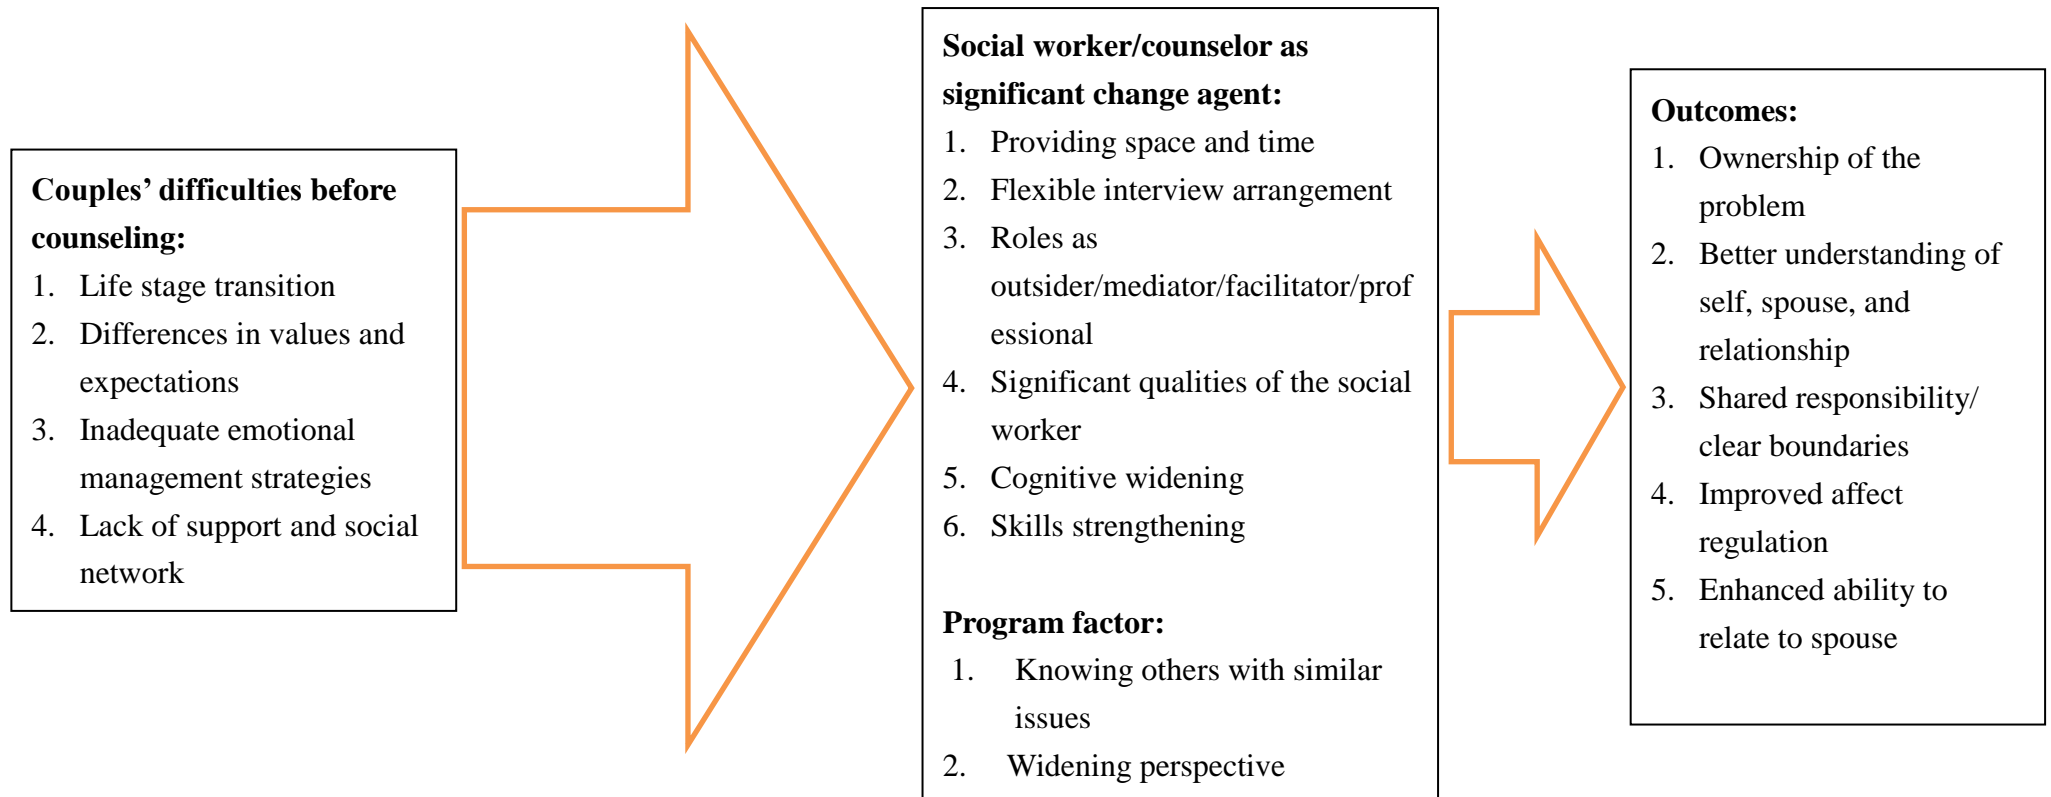 Couples’ difficulties before
counseling:
1. Life stage transition
2. Differences in values and
expectations
3. Inadequate emotional
management strategies
4. Lack of support and social
network
Social worker/counselor as
significant change agent:
1. Providing space and time
2. Flexible interview arrangement
3. Roles as
outsider/mediator/facilitator/prof
essional
4. Significant qualities of the social
worker
5. Cognitive widening
6. Skills strengthening
Program factor:
1. Knowing others with similar
issues
2. Widening perspective
Outcomes:
1. Ownership of the
problem
2. Better understanding of
self, spouse, and
relationship
3. Shared responsibility/
clear boundaries
4. Improved affect
regulation
5. Enhanced ability to
relate to spouse